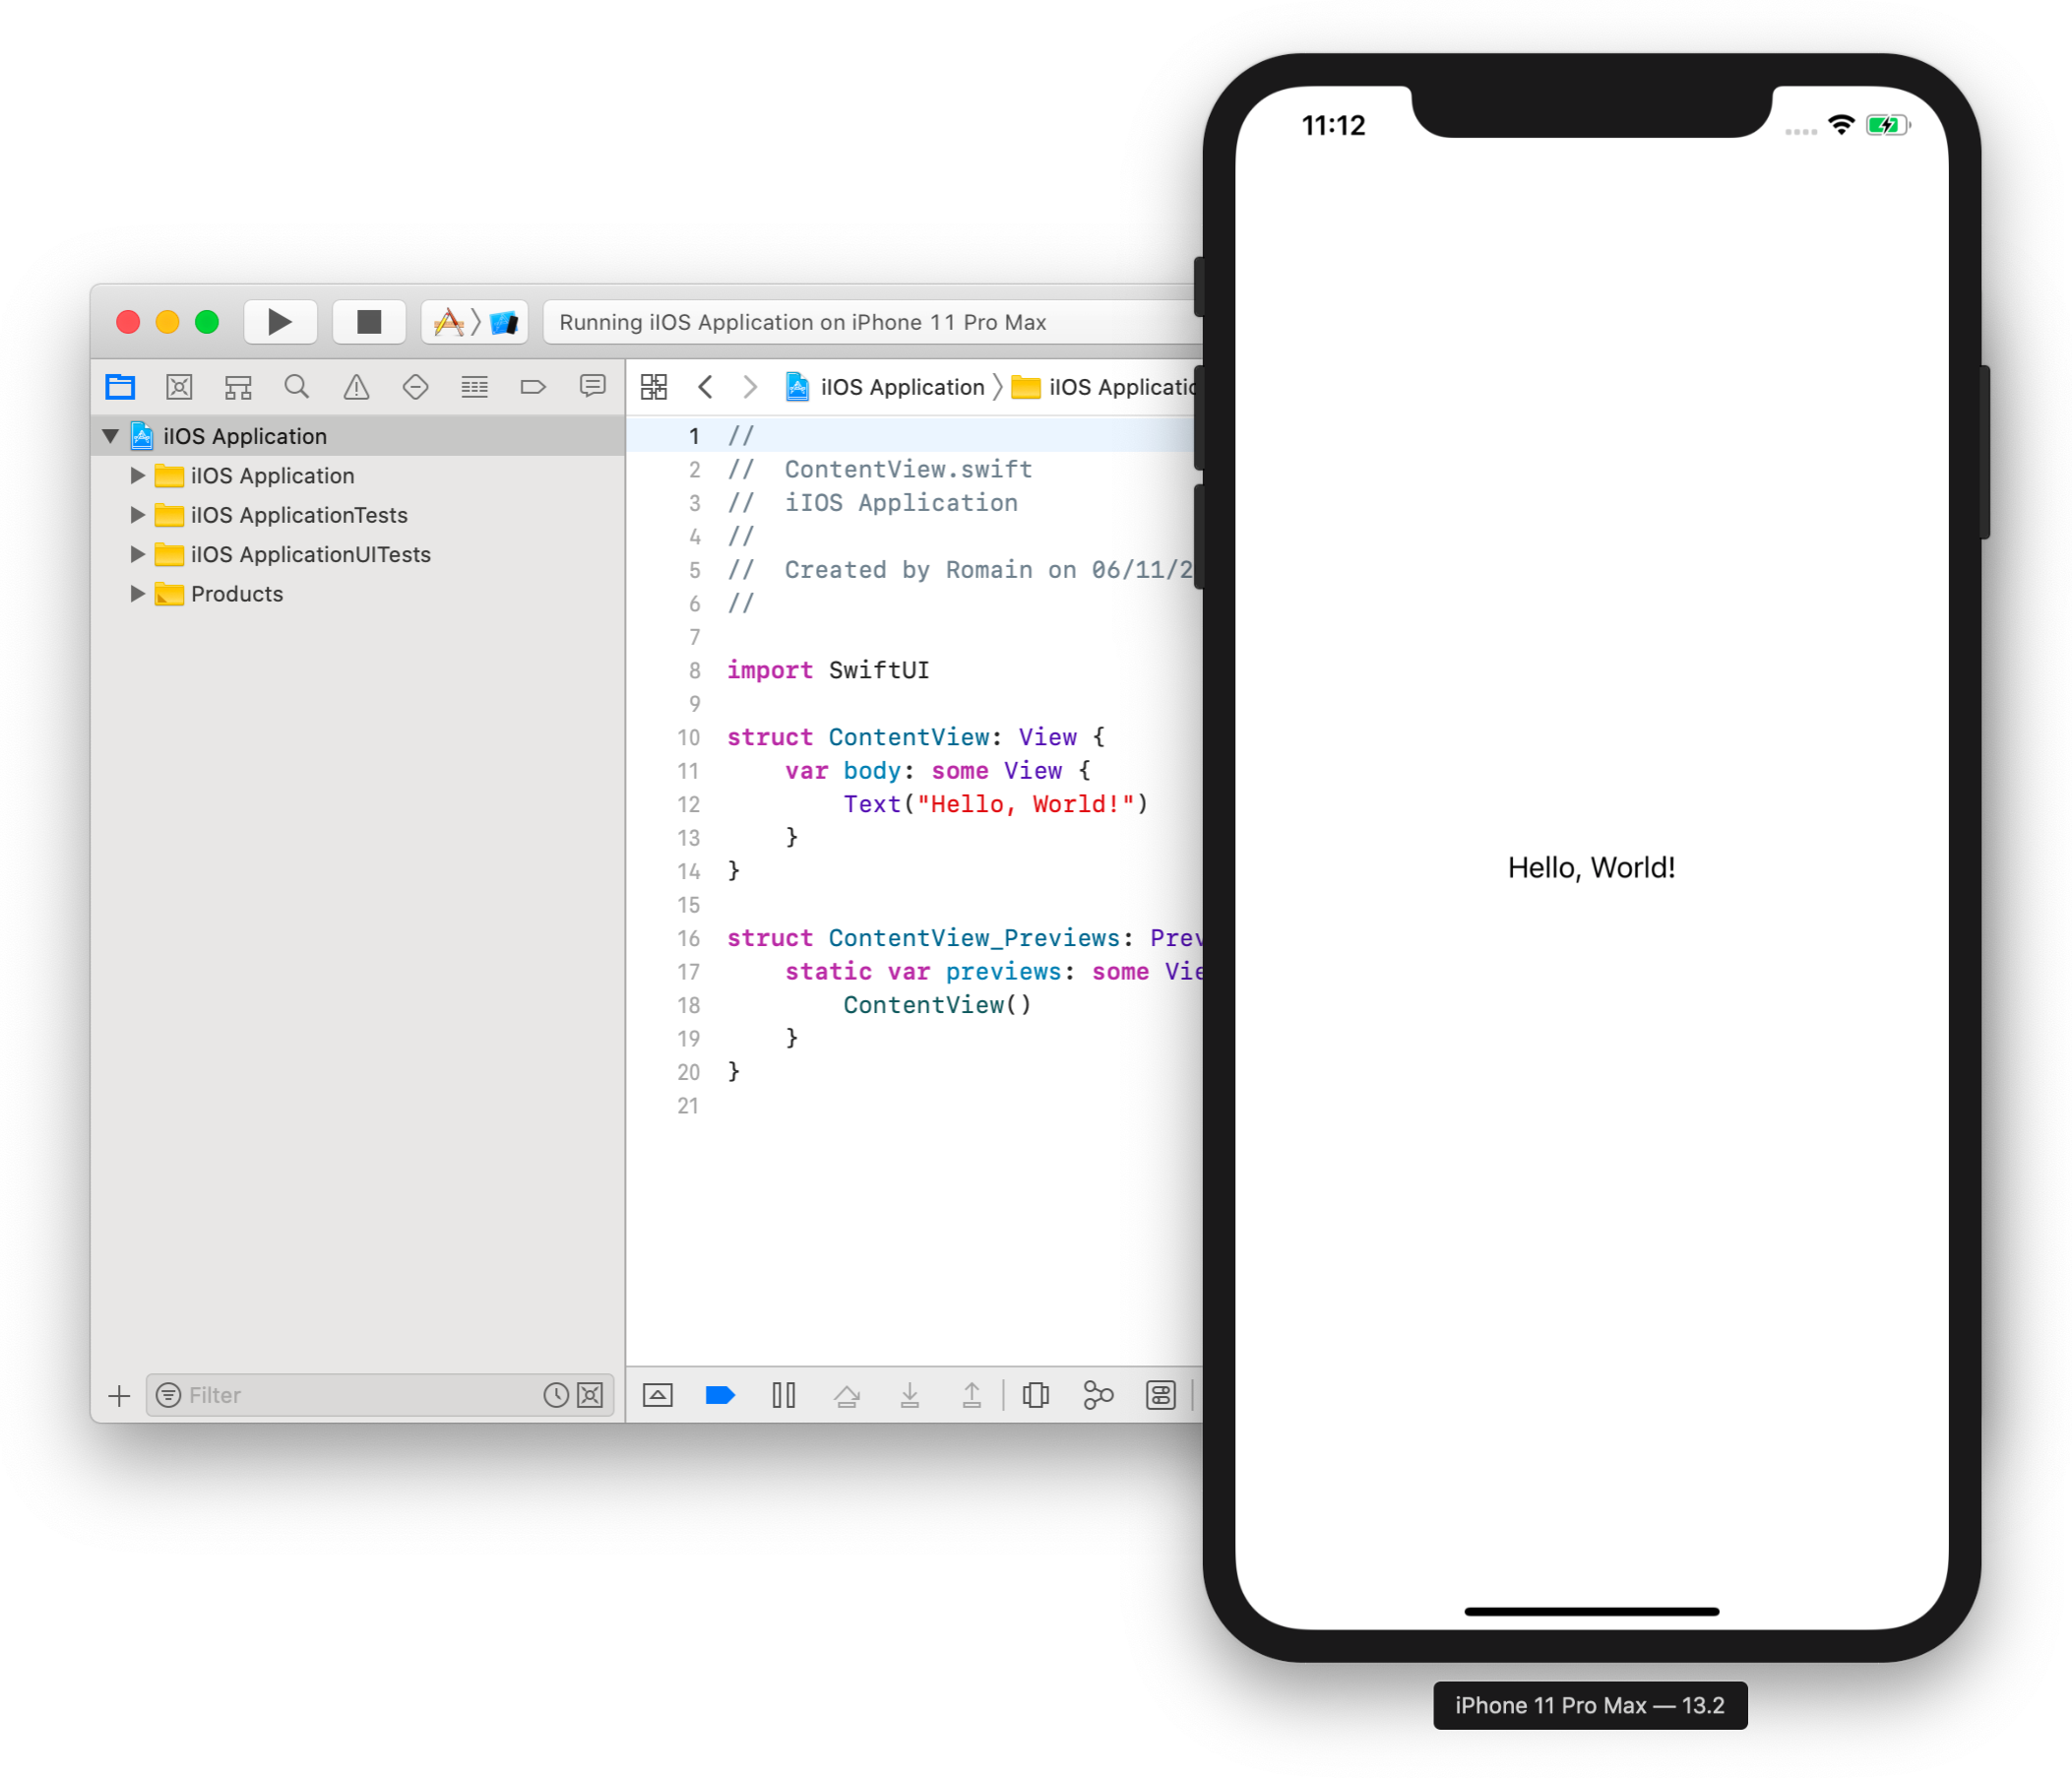 Running iIOS Application on iPhone 11 Pro Max
iIOS Application
iIOS Application
iIOS ApplicationTests
iIOS ApplicationUITests
Products
Filter
iIOS Application iIOS Applicatio
1 //
2 //  ContentView.swift
3 //  iIOS Application
4 //
5 //  Created by Romain on 06/11/2
6 //
7
8 import SwiftUI
9
10 struct ContentView: View {
11     var body: some View {
12         Text("Hello, World!")
13     }
14 }
15
16 struct ContentView_Previews: Prev
17     static var previews: some Vie
18         ContentView()
19     }
20 }
21
11:12
Hello, World!
iPhone 11 Pro Max — 13.2